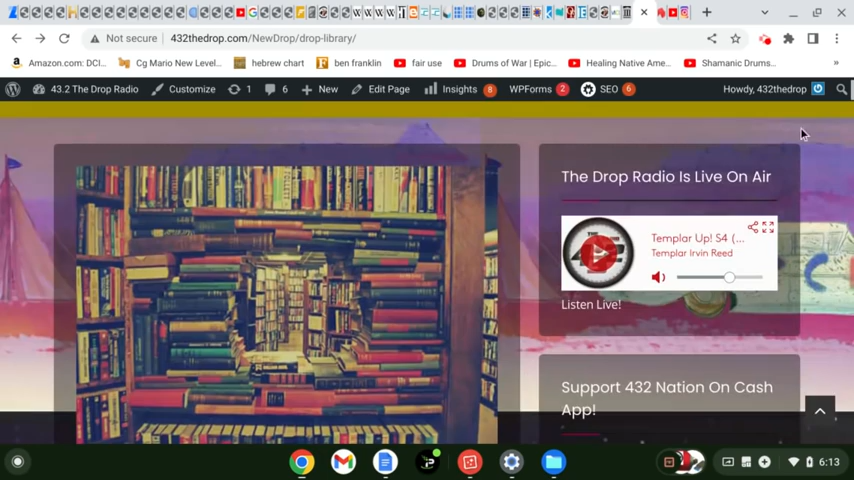 Not secure
432thedrop.com/NewDrop/drop-library/
Amazon.com: DCI...
Cg Mario New Level...
hebrew chart
ben franklin
fair use
Drums of War | Epic...
Healing Native Ame...
Shamanic Drums...
»
43.2 The Drop Radio
Customize
1
6
New
Edit Page
Insights 8
WPForms 2
SEO 6
Howdy, 432thedrop
The Drop Radio Is Live On Air
Templar Up! S4 (...
Templar Irvin Reed
Listen Live!
Support 432 Nation On Cash
App!
6:13